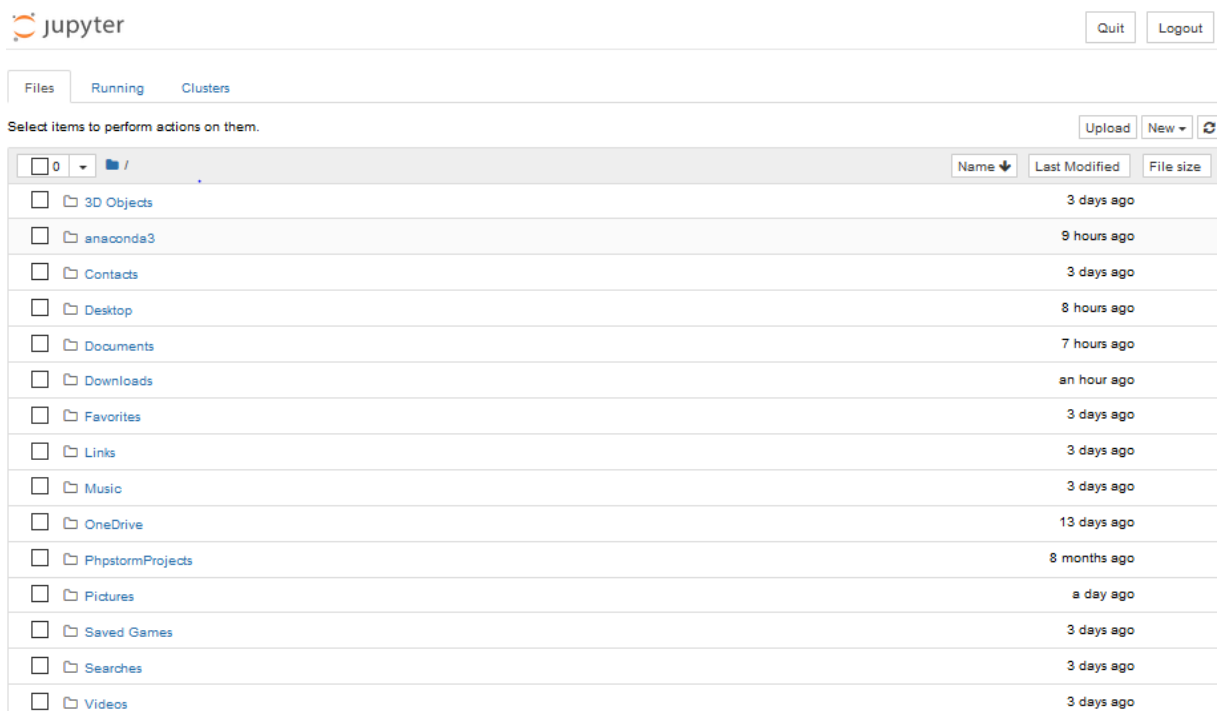 jupyter
Quit Logout
Files Running Clusters
Select items to perform actions on them.
Upload New
0 / Name Last Modified File size
3D Objects 3 days ago
anaconda3 9 hours ago
Contacts 3 days ago
Desktop 8 hours ago
Documents 7 hours ago
Downloads an hour ago
Favorites 3 days ago
Links 3 days ago
Music 3 days ago
OneDrive 13 days ago
PhpstormProjects 8 months ago
Pictures a day ago
Saved Games 3 days ago
Searches 3 days ago
Videos 3 days ago